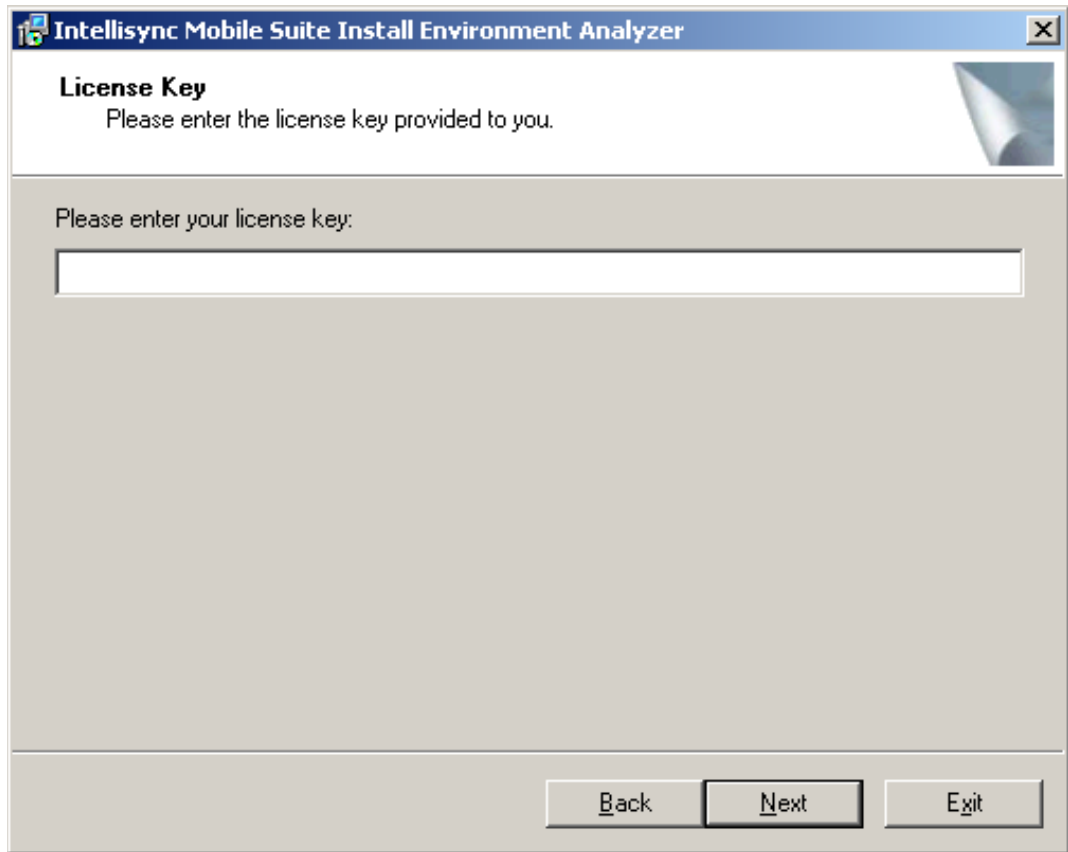 Intellisync Mobile Suite Install Environment Analyzer
License Key
Please enter the license key provided to you.
Please enter your license key:
Back
Next
Exit